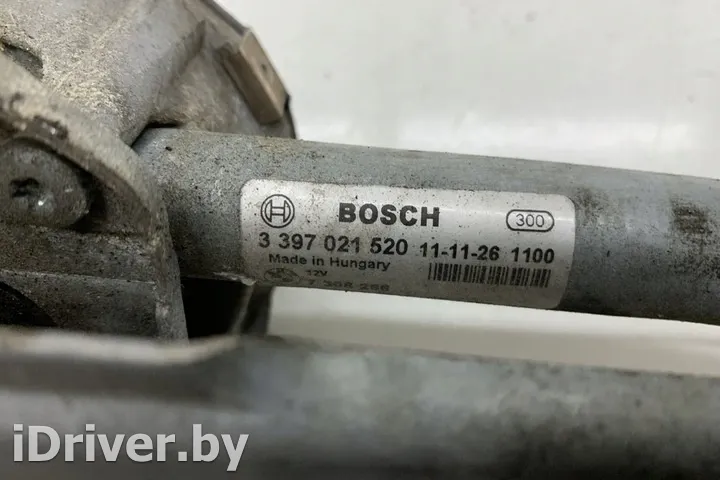 BOSCH 300
3 397 021 520 11-11-26 1100
Made in Hungary
12V
iDriver.by